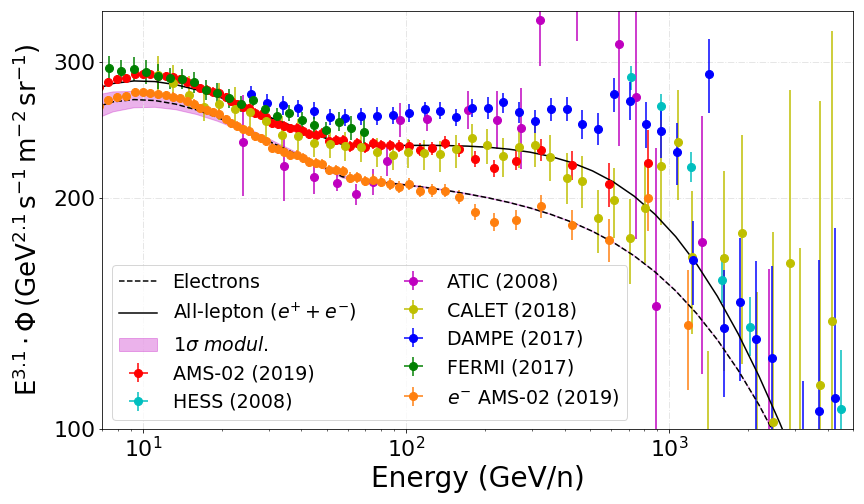 E^{3.1} · Φ (GeV^{2.1} s^{-1} m^{-2} sr^{-1})
300
200
100
Electrons
All-lepton (e^+ + e^-)
1σ modul.
AMS-02 (2019)
HESS (2008)
ATIC (2008)
CALET (2018)
DAMPE (2017)
FERMI (2017)
e^- AMS-02 (2019)
10^1
10^2
10^3
Energy (GeV/n)